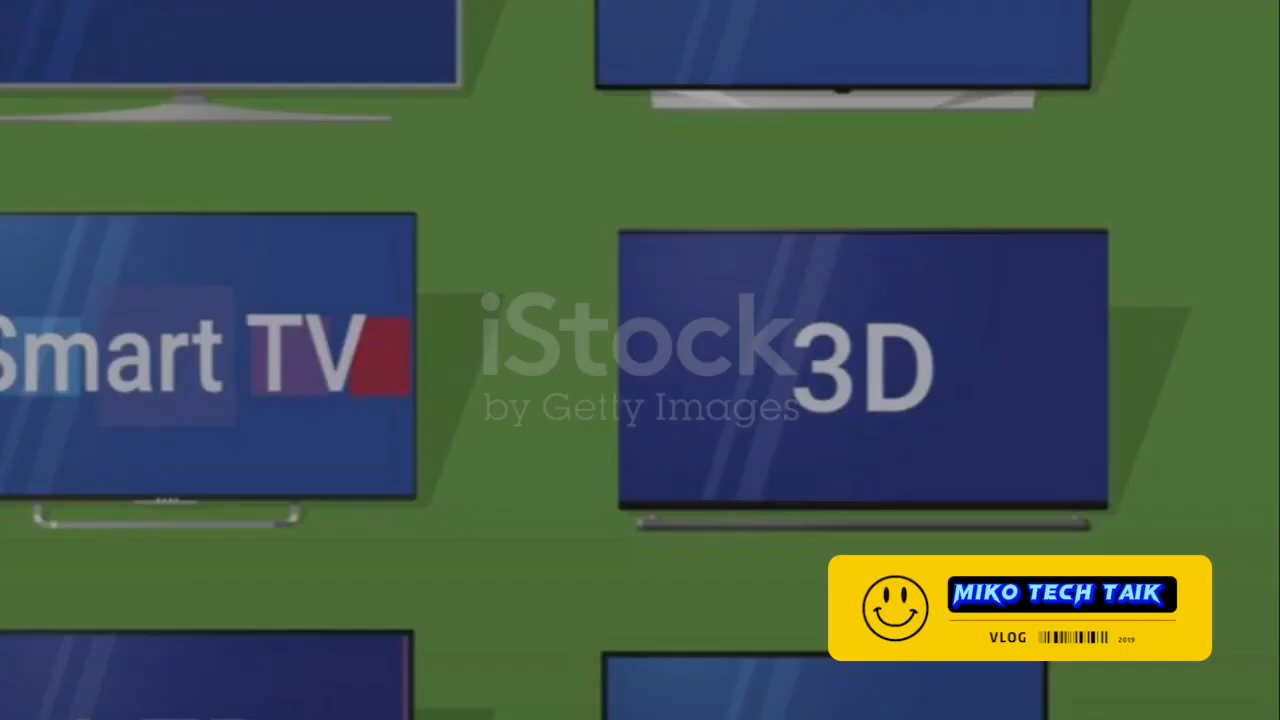 Smart TV
3D
iStock
by Getty Images
MIKO TECH TAIK
VLOG
2019